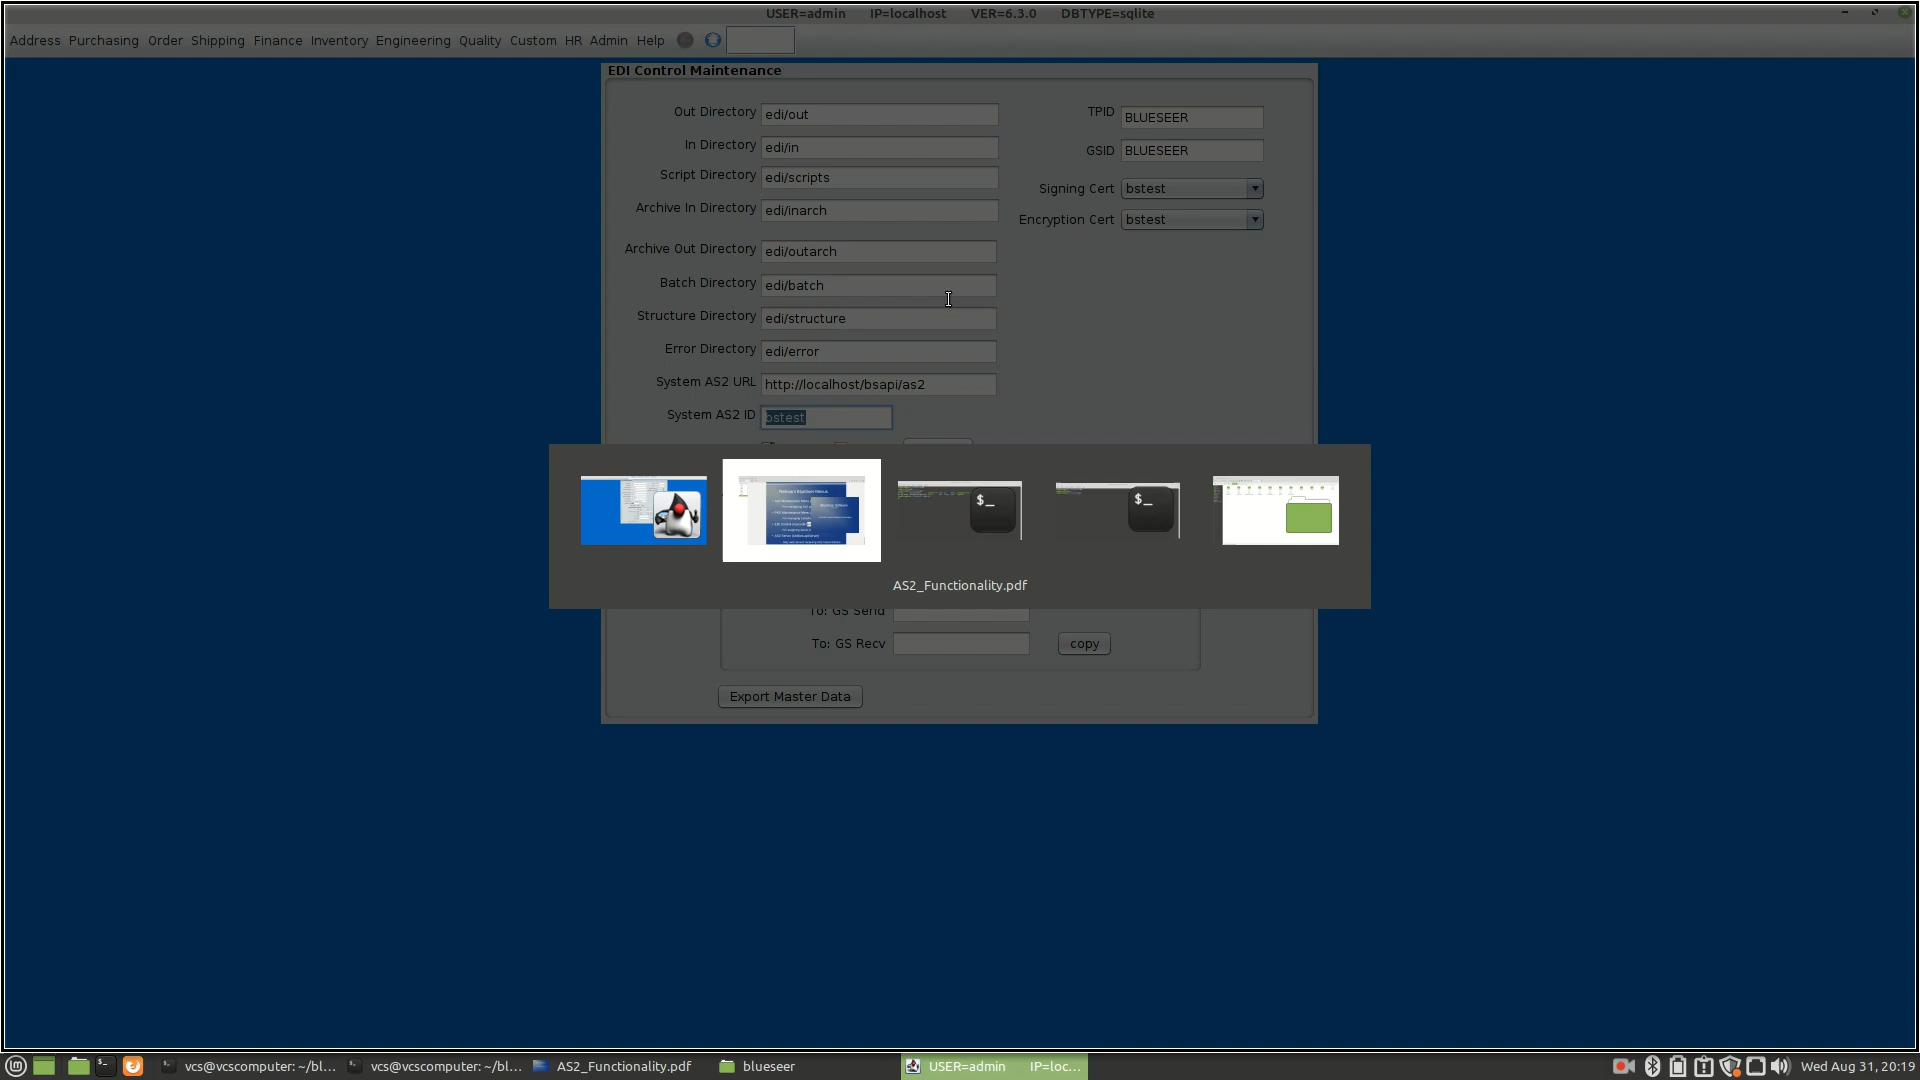 USER=admin IP=localhost VER=6.3.0 DBTYPE=sqlite
Address Purchasing Order Shipping Finance Inventory Engineering Quality Custom HR Admin Help
EDI Control Maintenance
Out Directory edi/out TPID BLUESEER
In Directory edi/in GSID BLUESEER
Script Directory edi/scripts Signing Cert bstest
Archive In Directory edi/inarch Encryption Cert bstest
Archive Out Directory edi/outarch
Batch Directory edi/batch
Structure Directory edi/structure
Error Directory edi/error
System AS2 URL http://localhost/bsapi/as2
System AS2 ID bstest
$_ $_
AS2_Functionality.pdf
To: GS Send
To: GS Recv copy
Export Master Data
vcs@vcscomputer: ~/bl... vcs@vcscomputer: ~/bl... AS2_Functionality.pdf blueseer USER=admin IP=loc... Wed Aug 31, 20:19